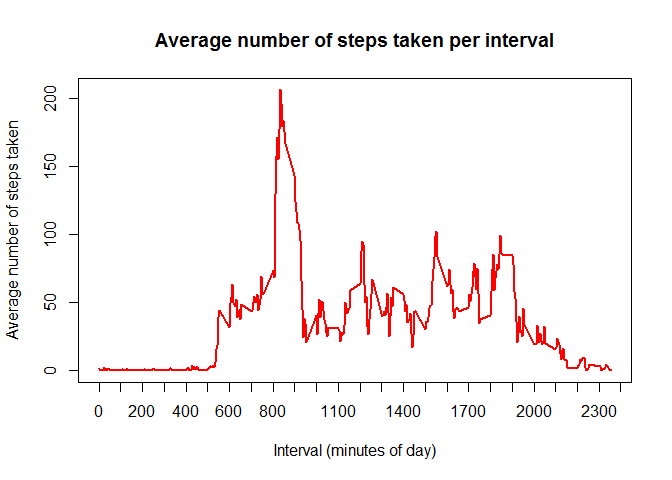 Average number of steps taken per interval
Average number of steps taken
200
150
100
50
0
0 200 400 600 800 1100 1400 1700 2000 2300
Interval (minutes of day)